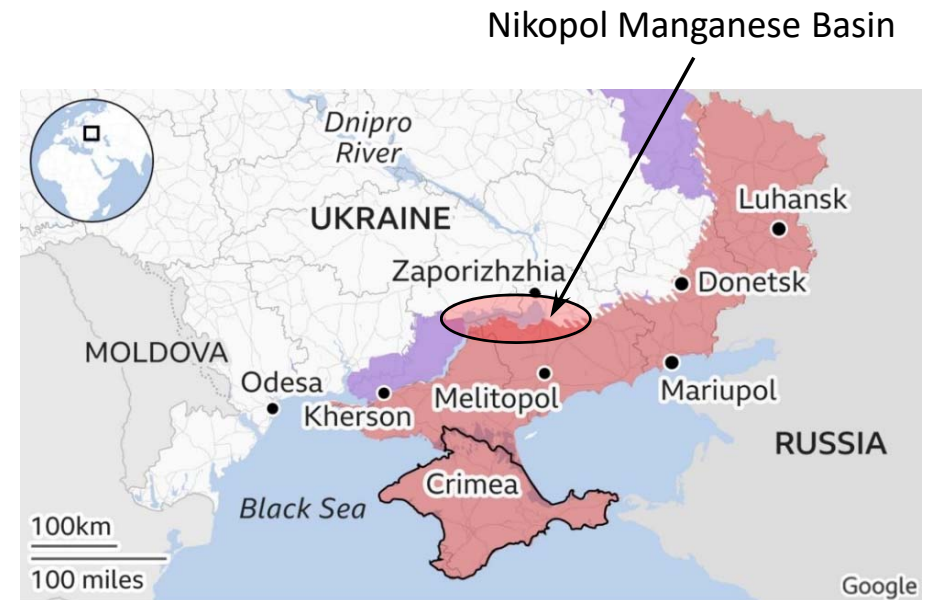 Nikopol Manganese Basin
Dnipro
River
UKRAINE
Luhansk
Zaporizhzhia
Donetsk
MOLDOVA
Odesa
Kherson
Melitopol
Mariupol
RUSSIA
Crimea
Black Sea
100km
100 miles
Google